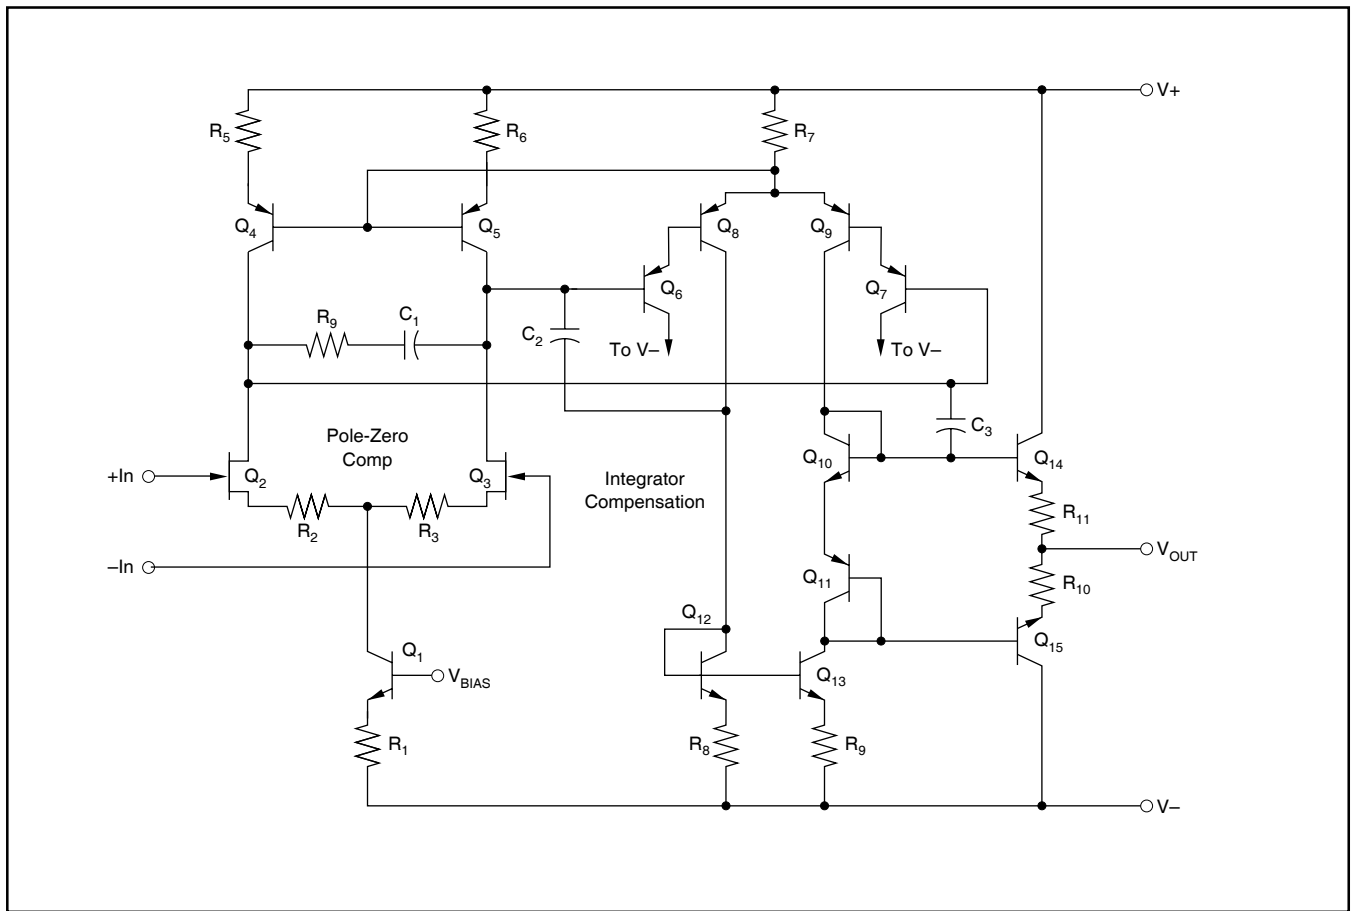 V+
R5
R6
R7
Q4
Q5
Q8
Q9
Q6
Q7
R9
C1
C2
To V–
To V–
C3
Pole-Zero
Comp
+In
Q2
Q3
Integrator
Compensation
Q10
Q14
R2
R3
R11
–In
VOUT
Q11
R10
Q12
Q1
VBIAS
Q13
Q15
R1
R8
R9
V–